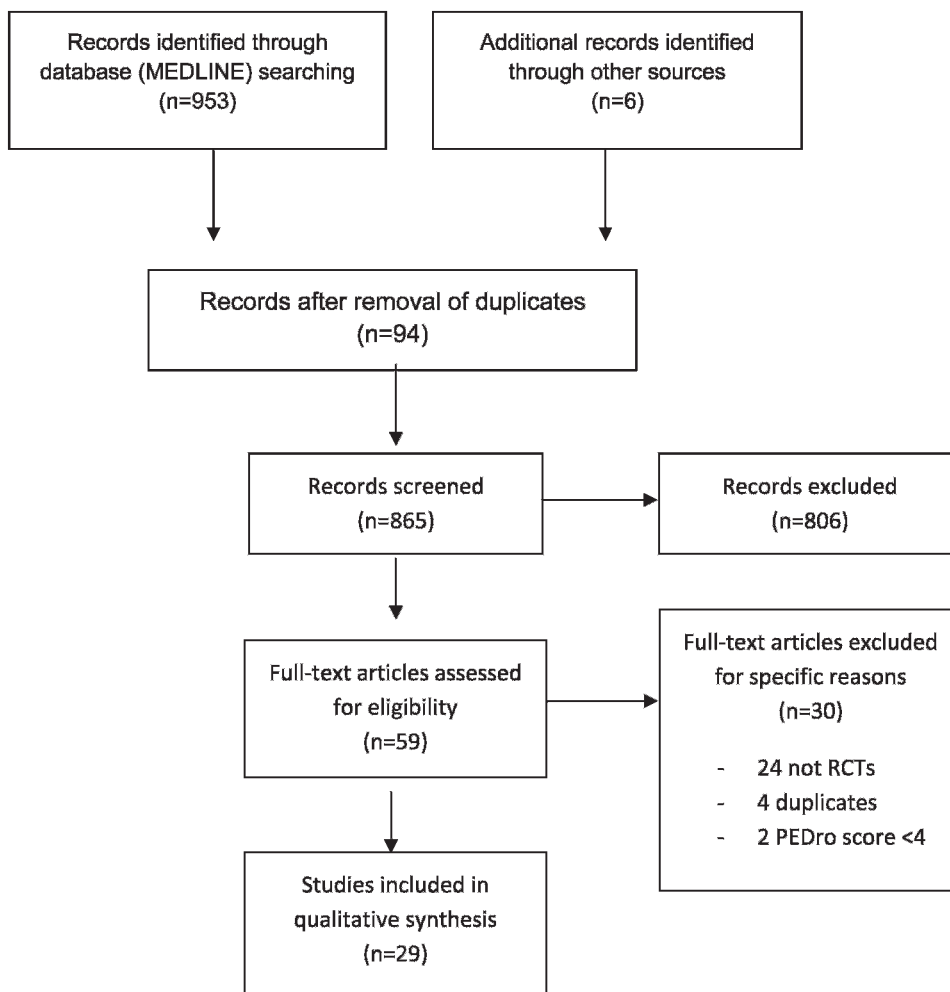 Records identified through
database (MEDLINE) searching
(n=953)
Additional records identified
through other sources
(n=6)
Records after removal of duplicates
(n=94)
Records screened
(n=865)
Records excluded
(n=806)
Full-text articles assessed
for eligibility
(n=59)
Full-text articles excluded
for specific reasons
(n=30)
- 24 not RCTs
- 4 duplicates
- 2 PEDro score <4
Studies included in
qualitative synthesis
(n=29)